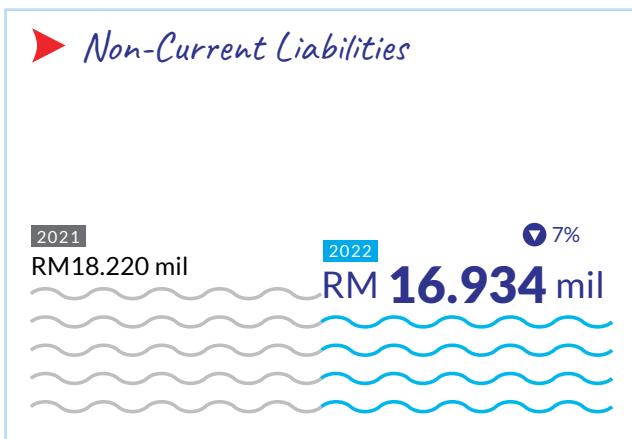 Non-Current Liabilities
2021
RM18.220 mil
2022
7%
RM 16.934 mil